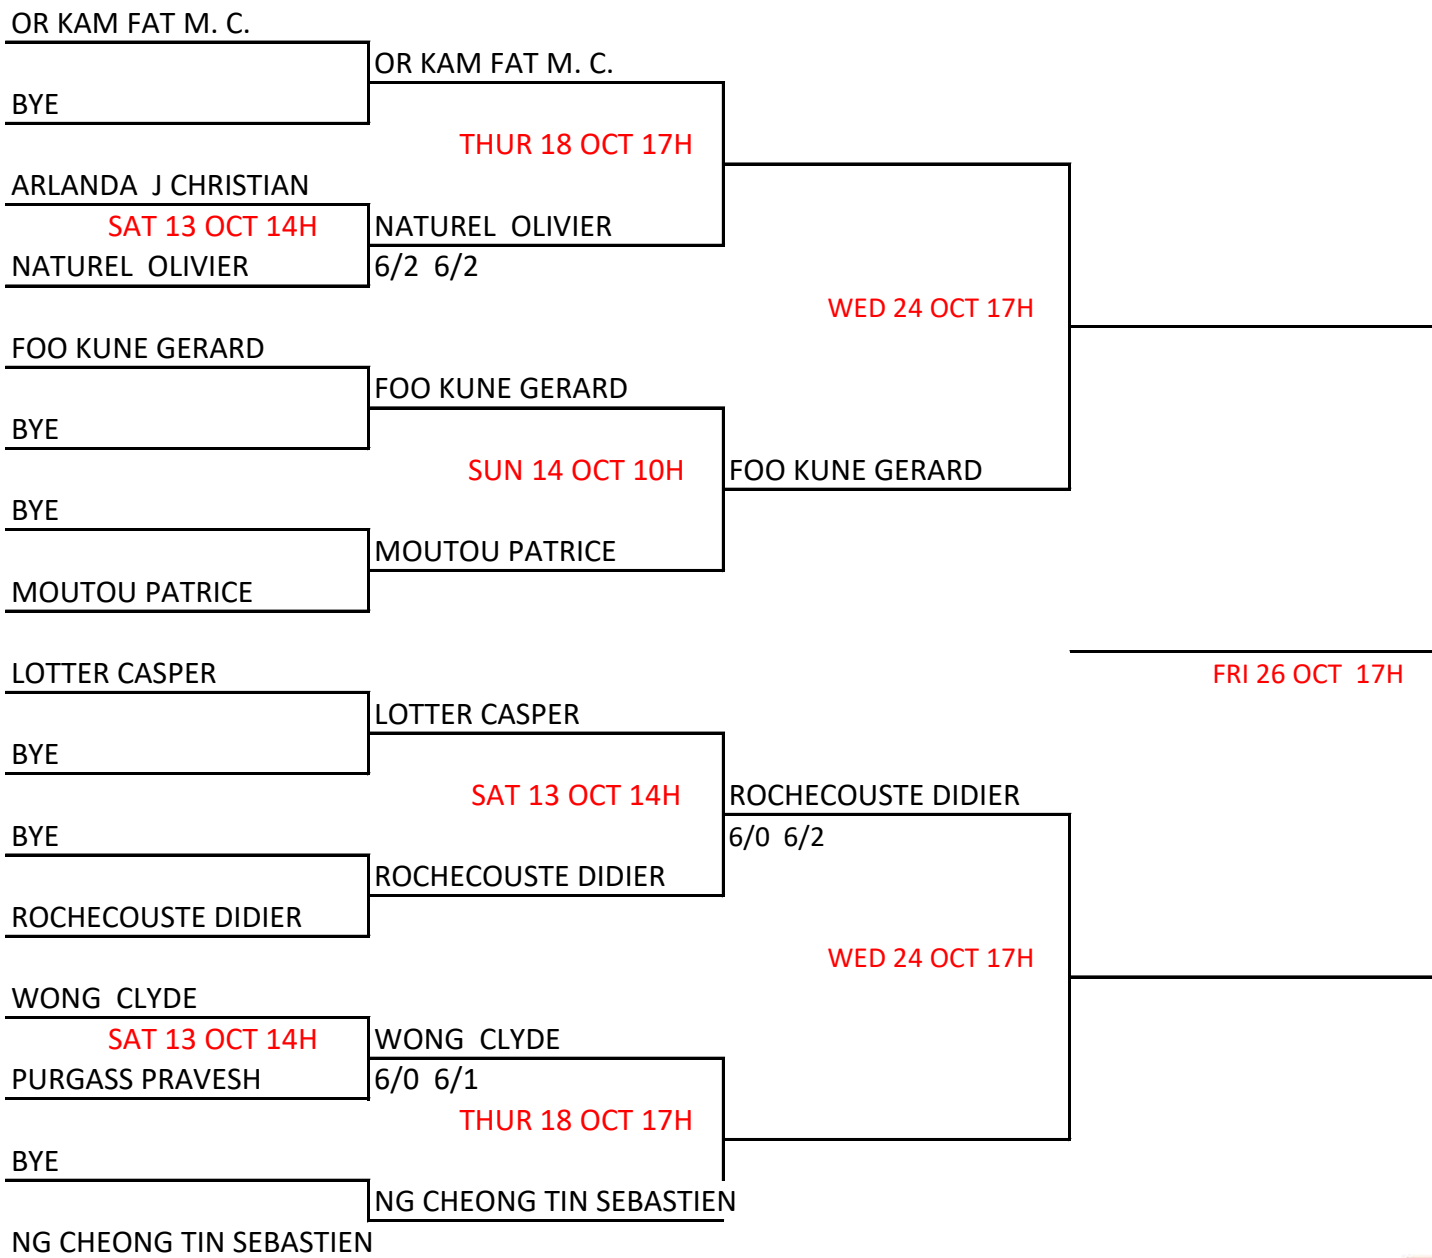 OR KAM FAT M. C.
OR KAM FAT M. C.
BYE
THUR 18 OCT 17H
ARLANDA  J CHRISTIAN
SAT 13 OCT 14H
NATUREL  OLIVIER
NATUREL  OLIVIER
6/2  6/2
WED 24 OCT 17H
FOO KUNE GERARD
FOO KUNE GERARD
BYE
SUN 14 OCT 10H
FOO KUNE GERARD
BYE
MOUTOU PATRICE
MOUTOU PATRICE
LOTTER CASPER
FRI 26 OCT  17H
LOTTER CASPER
BYE
SAT 13 OCT 14H
ROCHECOUSTE DIDIER
BYE
6/0  6/2
ROCHECOUSTE DIDIER
ROCHECOUSTE DIDIER
WED 24 OCT 17H
WONG  CLYDE
SAT 13 OCT 14H
WONG  CLYDE
PURGASS PRAVESH
6/0  6/1
THUR 18 OCT 17H
BYE
NG CHEONG TIN SEBASTIEN
NG CHEONG TIN SEBASTIEN